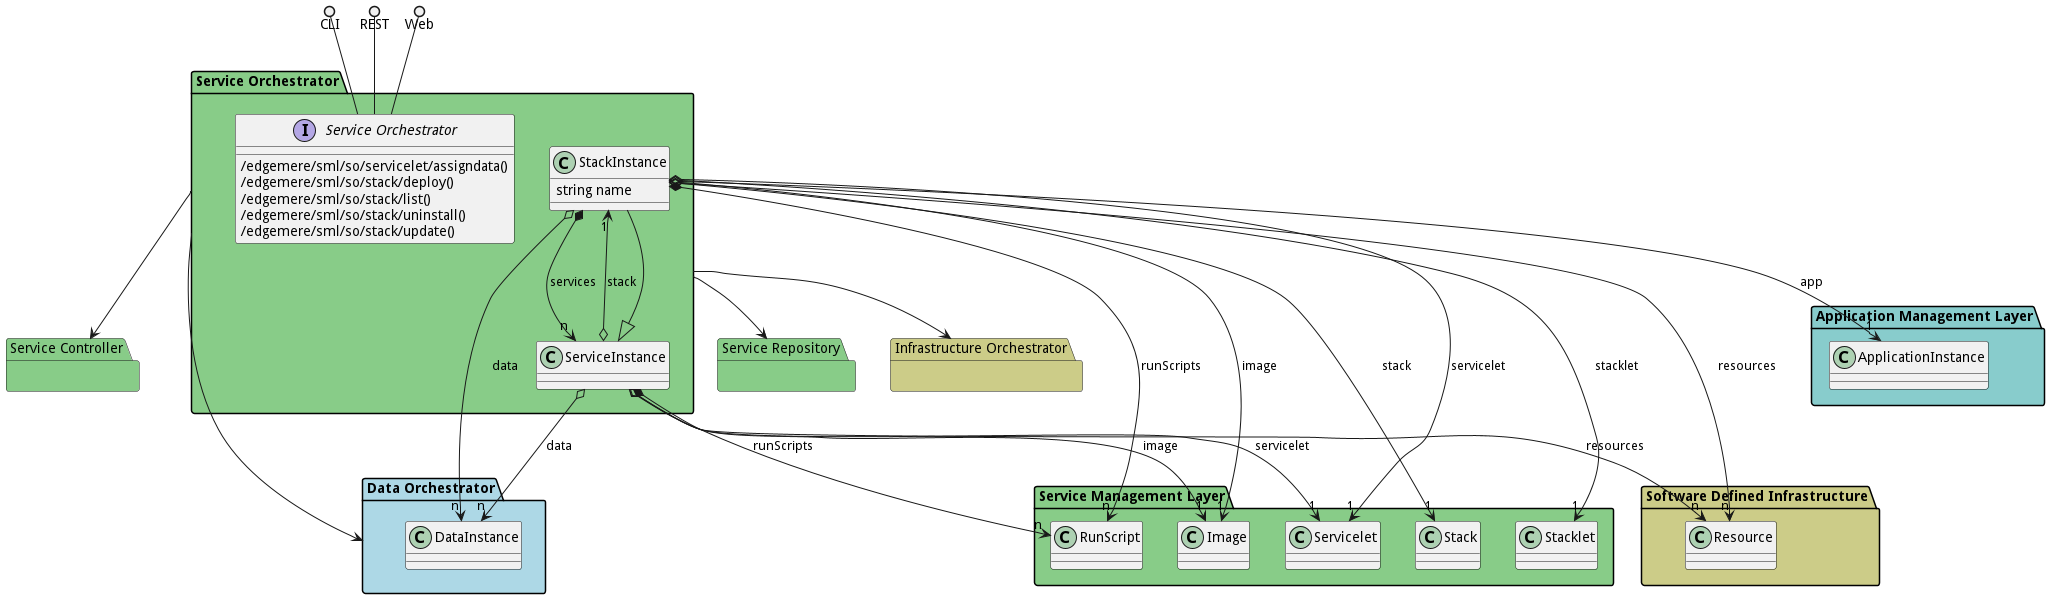 CLI
REST
Web
Service Orchestrator
I
Service Orchestrator
/edgemere/sml/so/servicelet/assigndata()
/edgemere/sml/so/stack/deploy()
/edgemere/sml/so/stack/list()
/edgemere/sml/so/stack/uninstall()
/edgemere/sml/so/stack/update()
C StackInstance
string name
1
services
stack
app
n
1
Application Management Layer
C ApplicationInstance
Service Controller
C ServiceInstance
Service Repository
Infrastructure Orchestrator
data
runScripts
image
stack
servicelet
stacklet
resources
data
runScripts
image
servicelet
resources
Data Orchestrator
n
n
C DataInstance
Service Management Layer
n
n
1
1
1
1
1
1
C RunScript
C Image
C Servicelet
C Stack
C Stacklet
Software Defined Infrastructure
n
n
C Resource